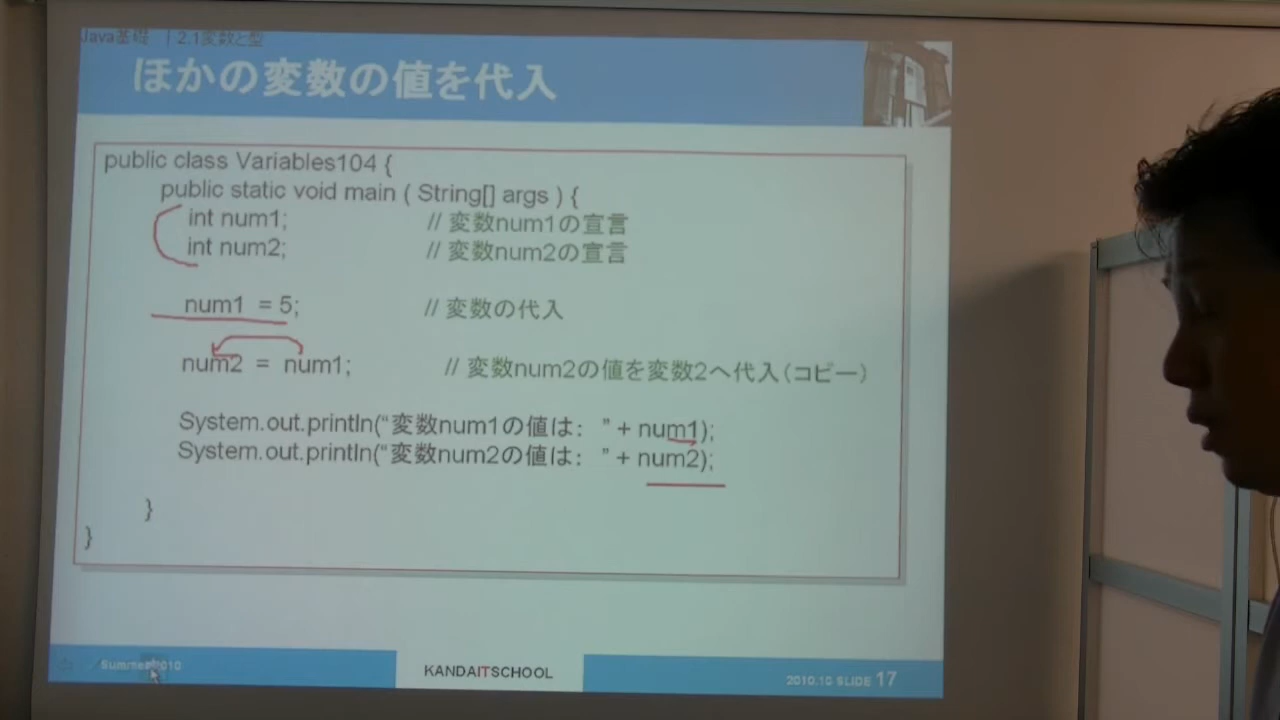 Java基礎 | 2.1変数と型
ほかの変数の値を代入
public class Variables104 {
public static void main ( String[] args ) {
int num1; // 変数num1の宣言
int num2; // 変数num2の宣言
num1 = 5; // 変数の代入
num2 = num1; // 変数num2の値を変数2へ代入(コピー)
System.out.println(“変数num1の値は: ” + num1);
System.out.println(“変数num2の値は: ” + num2);
}
}
Summer2010
KANDAITSCHOOL
2010.10 SLIDE 17